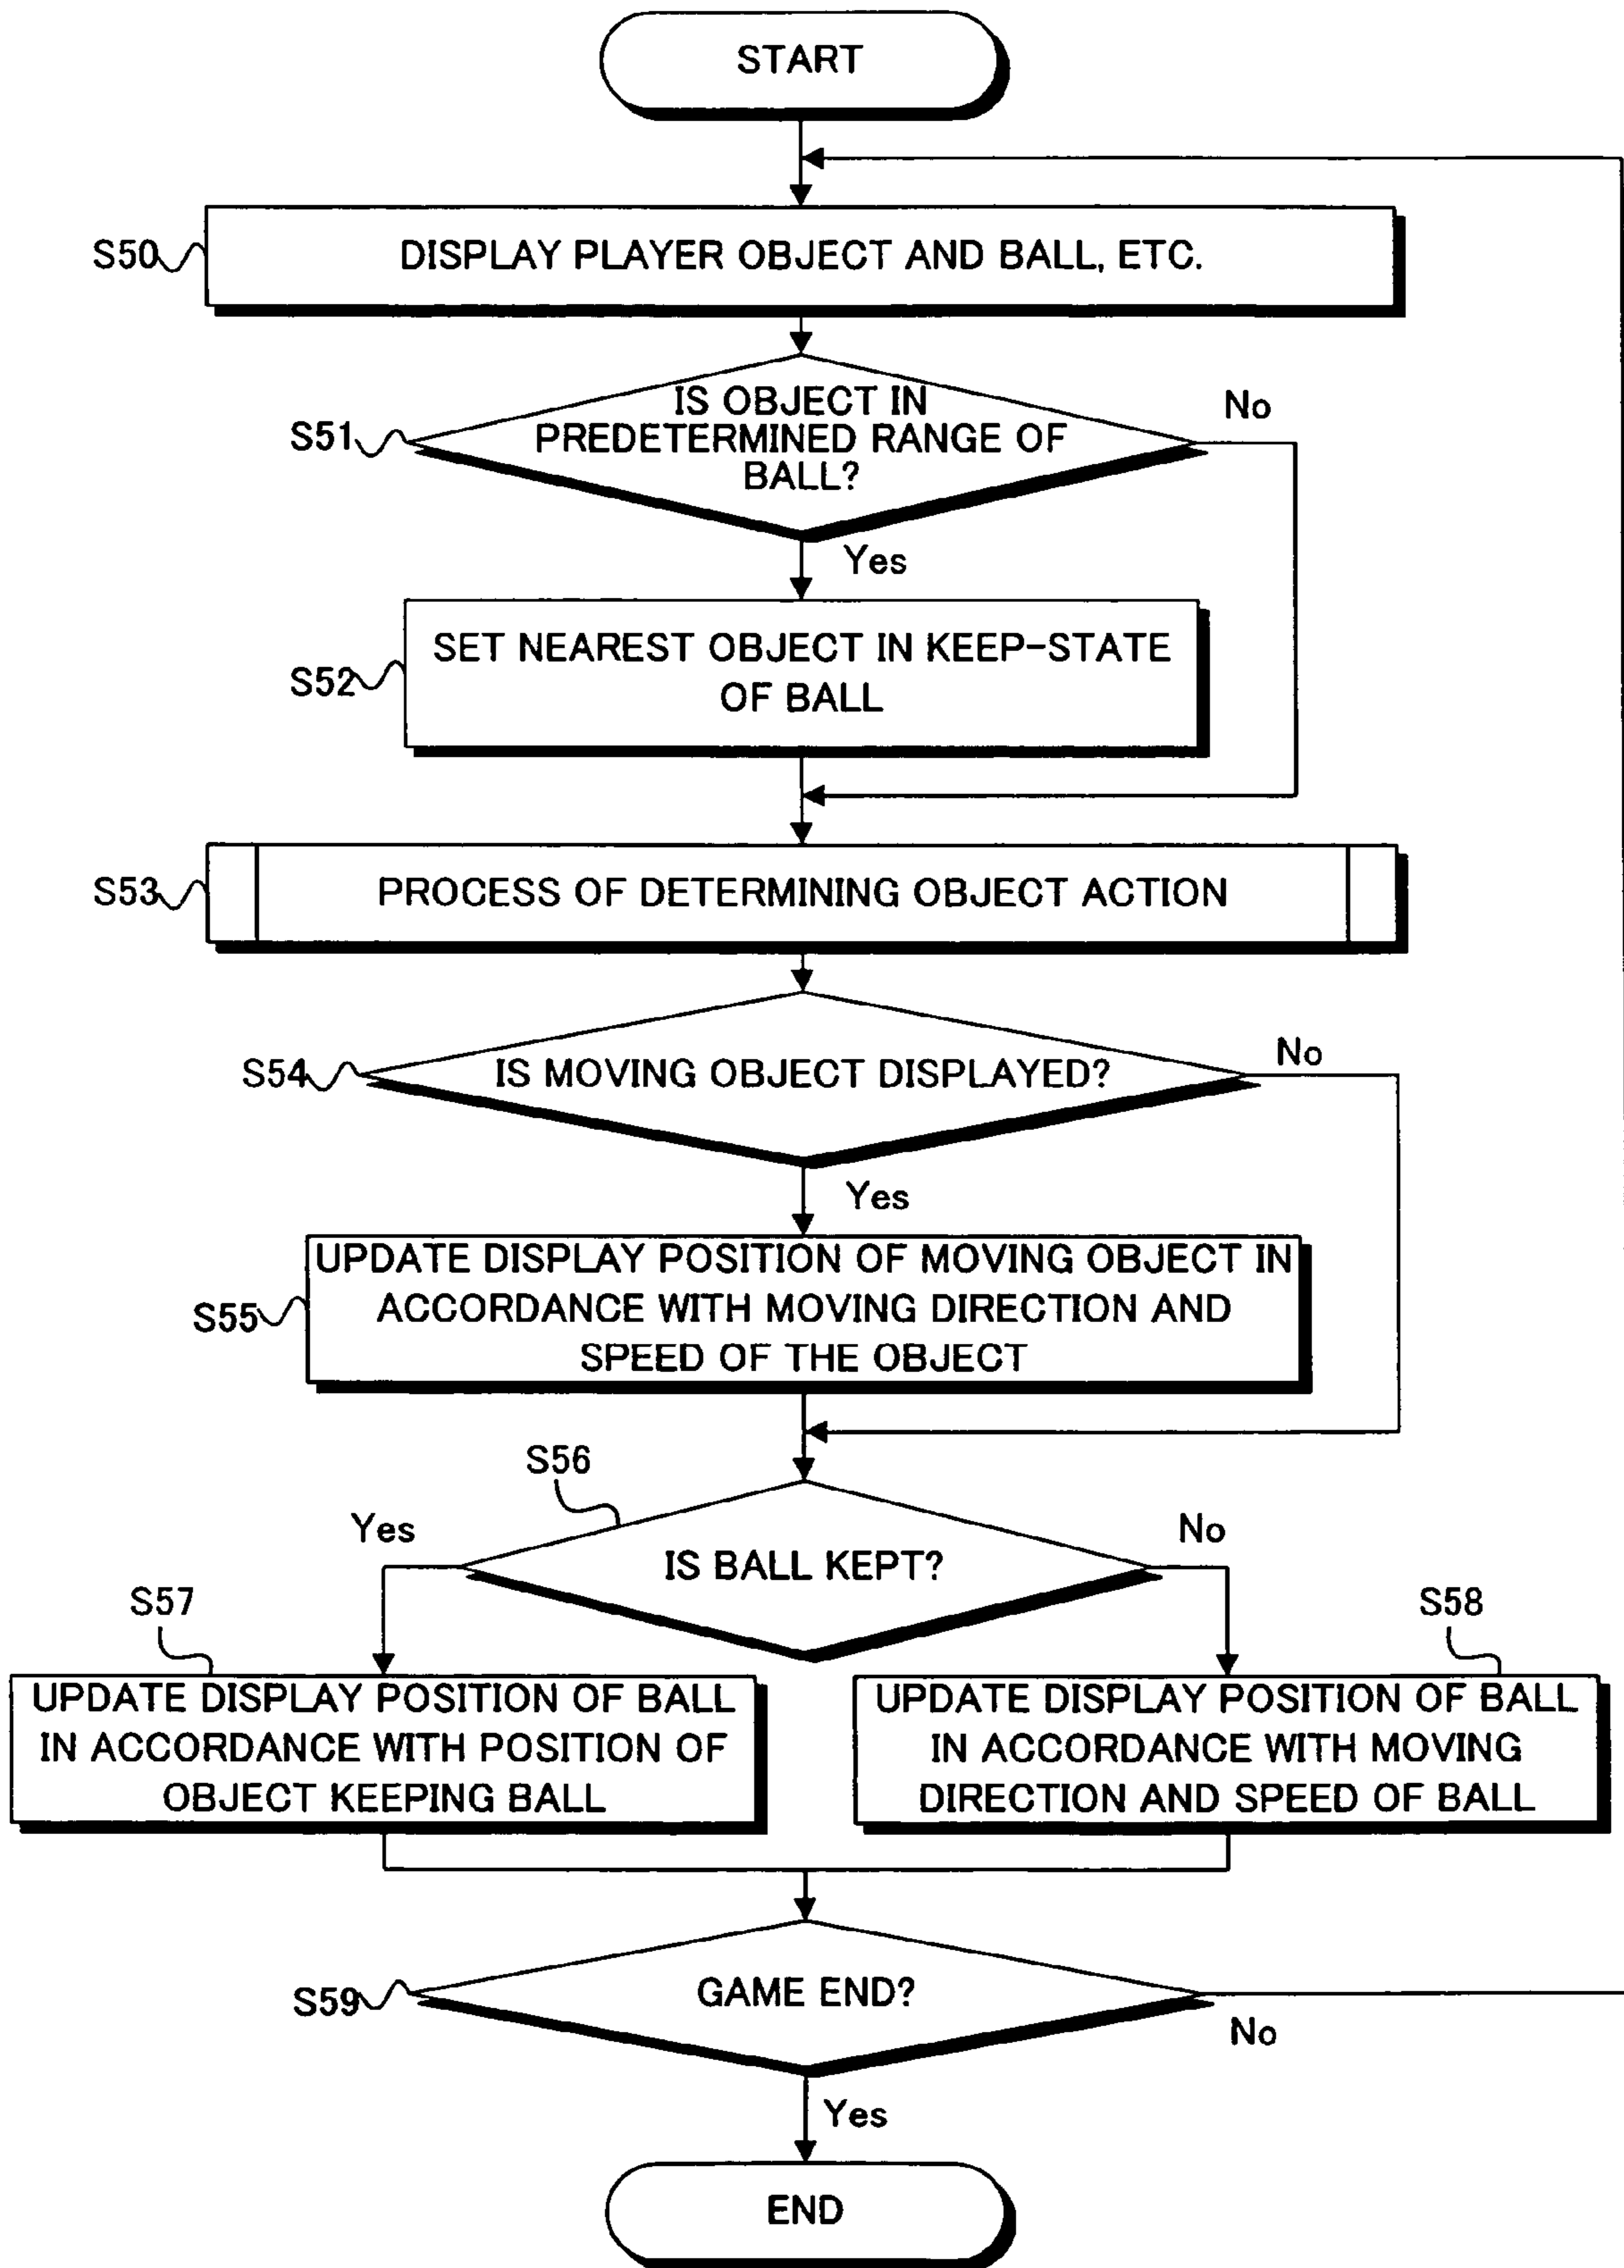 START
S50
DISPLAY PLAYER OBJECT AND BALL, ETC.
S51
IS OBJECT IN
PREDETERMINED RANGE OF
BALL?
No
Yes
S52
SET NEAREST OBJECT IN KEEP-STATE
OF BALL
S53
PROCESS OF DETERMINING OBJECT ACTION
S54
IS MOVING OBJECT DISPLAYED?
No
Yes
S55
UPDATE DISPLAY POSITION OF MOVING OBJECT IN
ACCORDANCE WITH MOVING DIRECTION AND
SPEED OF THE OBJECT
S56
IS BALL KEPT?
Yes
No
S57
UPDATE DISPLAY POSITION OF BALL
IN ACCORDANCE WITH POSITION OF
OBJECT KEEPING BALL
S58
UPDATE DISPLAY POSITION OF BALL
IN ACCORDANCE WITH MOVING
DIRECTION AND SPEED OF BALL
S59
GAME END?
No
Yes
END